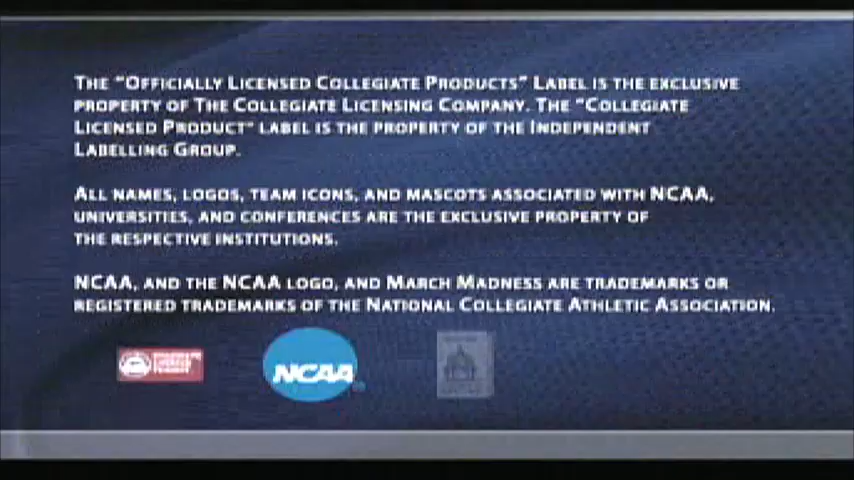 The "Officially Licensed Collegiate Products" Label is the exclusive
property of The Collegiate Licensing Company. The "Collegiate
Licensed Product" label is the property of the Independent
Labelling Group.
All names, logos, team icons, and mascots associated with NCAA,
universities, and conferences are the exclusive property of
the respective institutions.
NCAA, and the NCAA logo, and March Madness are trademarks or
registered trademarks of the National Collegiate Athletic Association.
NCAA